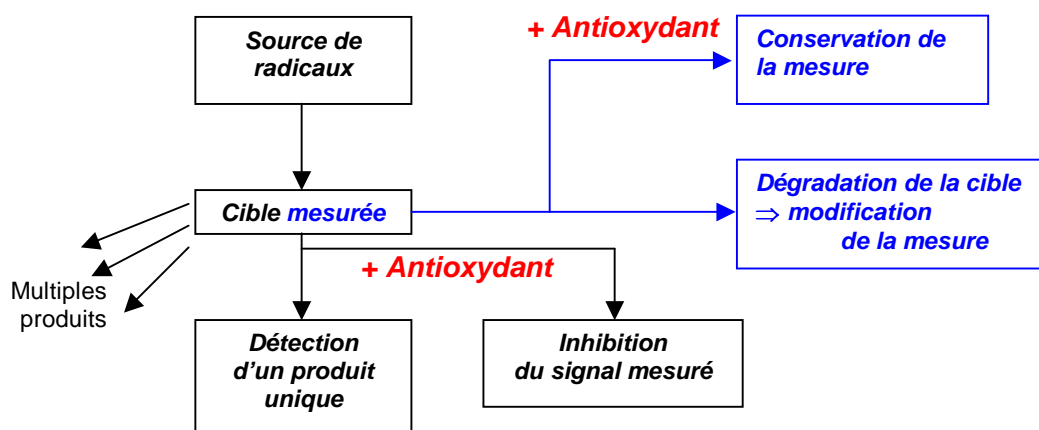 Source de
radicaux
+ Antioxydant
Conservation de
la mesure
Cible mesurée
Dégradation de la cible
⇒ modification
de la mesure
+ Antioxydant
Multiples
produits
Détection
d'un produit
unique
Inhibition
du signal mesuré